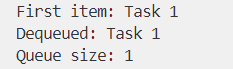 First item: Task 1
Dequeued: Task 1
Queue size: 1